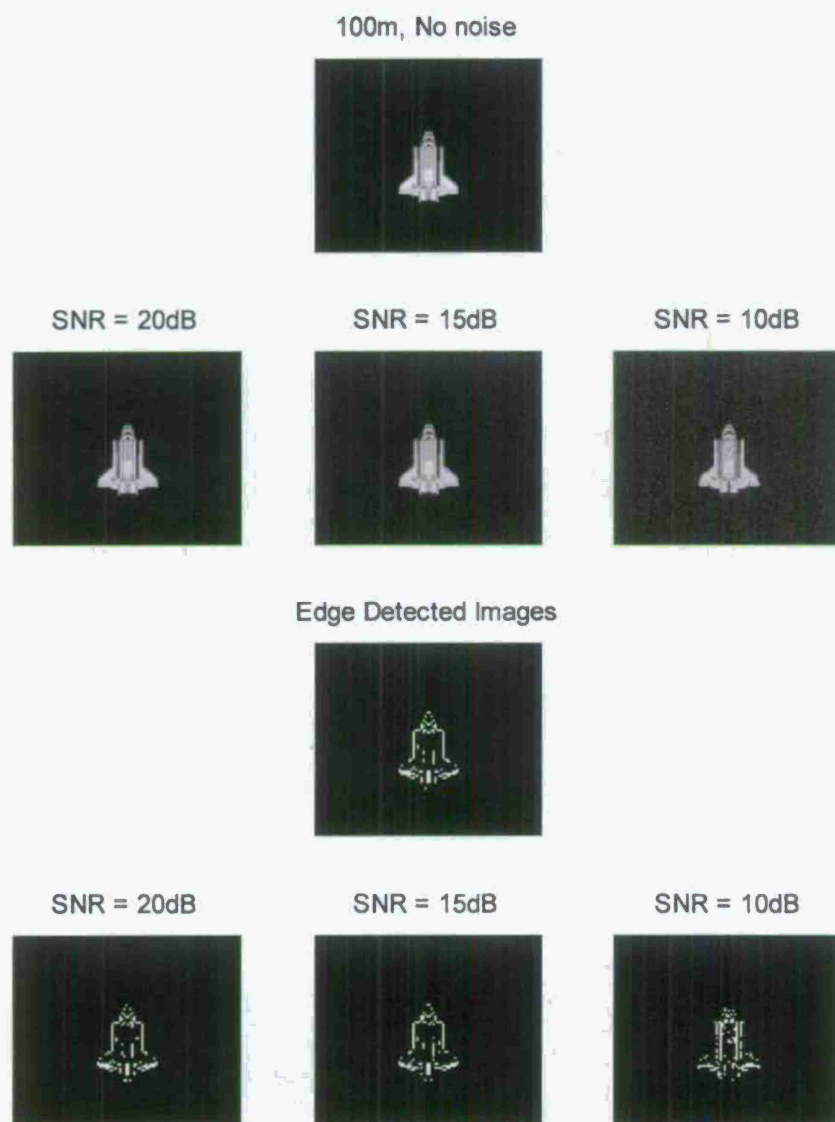 100m, No noise
SNR = 20dB
SNR = 15dB
SNR = 10dB
Edge Detected Images
SNR = 20dB
SNR = 15dB
SNR = 10dB